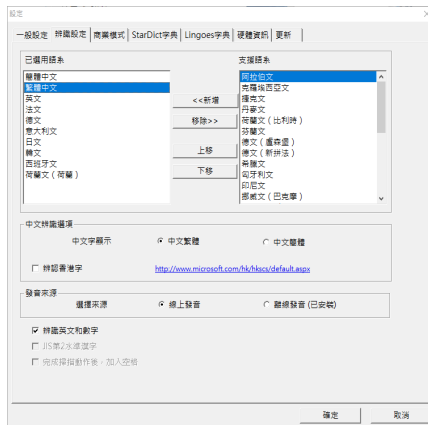 設定
一般設定 辨識設定 商業模式 StarDict字典 Lingoes字典 硬體資訊 更新
已選用語系 支援語系
簡體中文
繁體中文
英文
法文
德文
意大利文
日文
韓文
西班牙文
荷蘭文 ( 荷蘭 )
<<新增
移除>>
上移
下移
阿拉伯文
克羅埃西亞文
捷克文
丹麥文
荷蘭文 ( 比利時 )
芬蘭文
德文 ( 盧森堡 )
德文 ( 新拼法 )
希臘文
匈牙利文
印尼文
挪威文 ( 巴克摩 )
中文辨識選項
中文字顯示 中文繁體 中文簡體
辨認香港字 http://www.microsoft.com/hk/hkscs/default.aspx
發音來源
選擇來源 線上發音 離線發音 (已安裝)
辨識英文和數字
JIS第2水準漢字
完成掃描動作後，加入空格
確定 取消